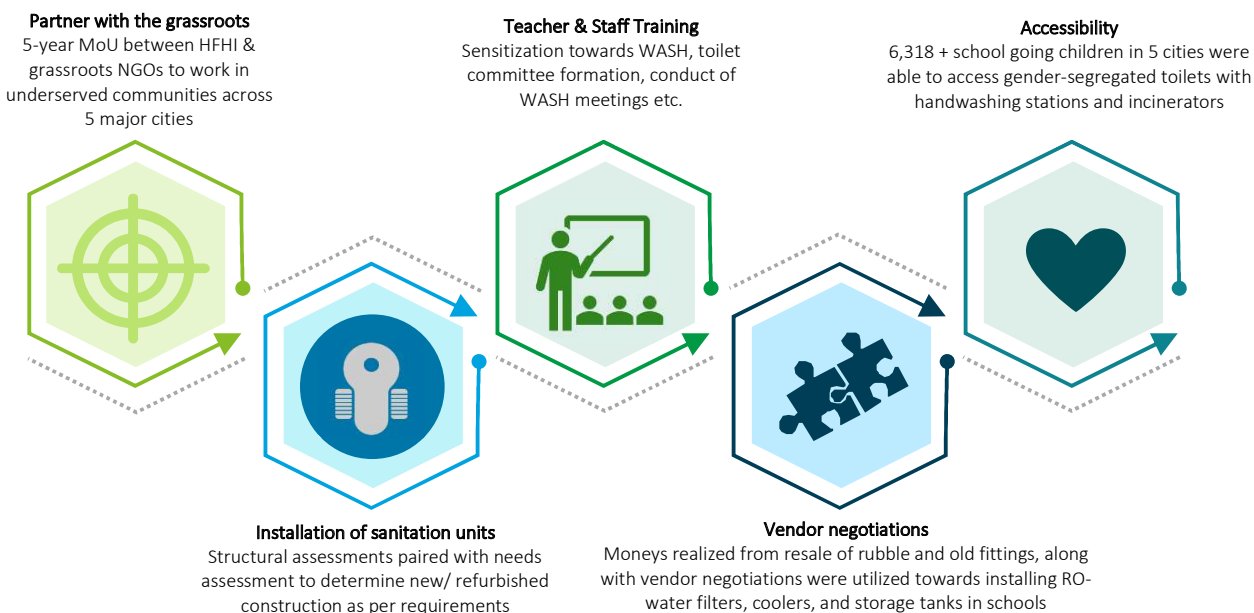 Partner with the grassroots
5-year MoU between HFHI &
grassroots NGOs to work in
underserved communities across
5 major cities
Installation of sanitation units
Structural assessments paired with needs
assessment to determine new/ refurbished
construction as per requirements
Teacher & Staff Training
Sensitization towards WASH, toilet
committee formation, conduct of
WASH meetings etc.
Vendor negotiations
Moneys realized from resale of rubble and old fittings, along
with vendor negotiations were utilized towards installing RO-
water filters, coolers, and storage tanks in schools
Accessibility
6,318 + school going children in 5 cities were
able to access gender-segregated toilets with
handwashing stations and incinerators